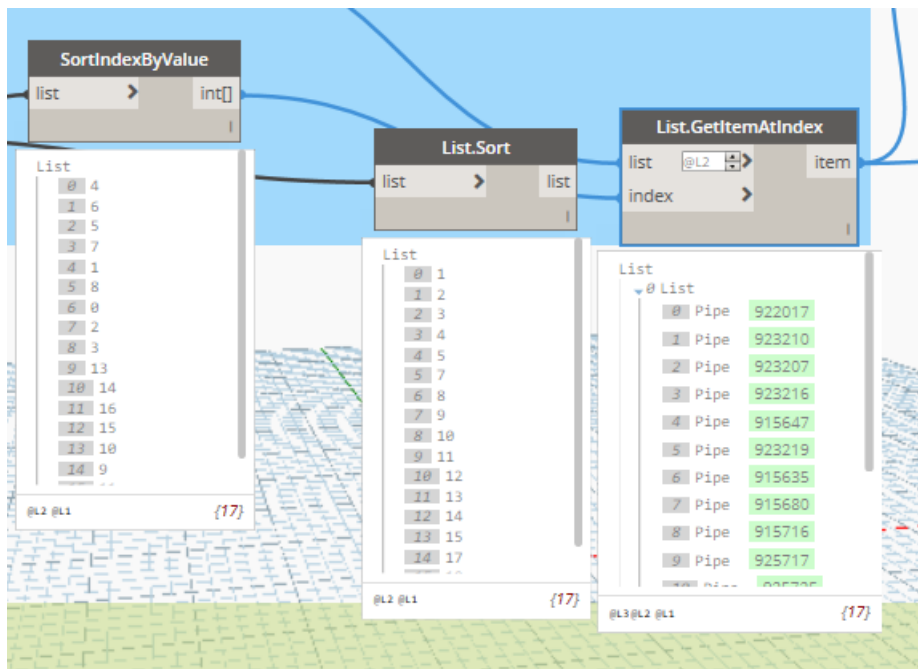 SortIndexByValue
list > int[]
l
List
0 4
1 6
2 5
3 7
4 1
5 8
6 0
7 2
8 3
9 13
10 14
11 16
12 15
13 10
14 9
@L2 @L1 {17}
List.Sort
list > list
l
List
0 1
1 2
2 3
3 4
4 5
5 7
6 8
7 9
8 10
9 11
10 12
11 13
12 14
13 15
14 17
@L2 @L1 {17}
List.GetItemAtIndex
list @L2 > item
index >
l
List
0 List
0 Pipe 922017
1 Pipe 923210
2 Pipe 923207
3 Pipe 923216
4 Pipe 915647
5 Pipe 923219
6 Pipe 915635
7 Pipe 915680
8 Pipe 915716
9 Pipe 925717
10 Pipe 925725
@L3@L2 @L1 {17}